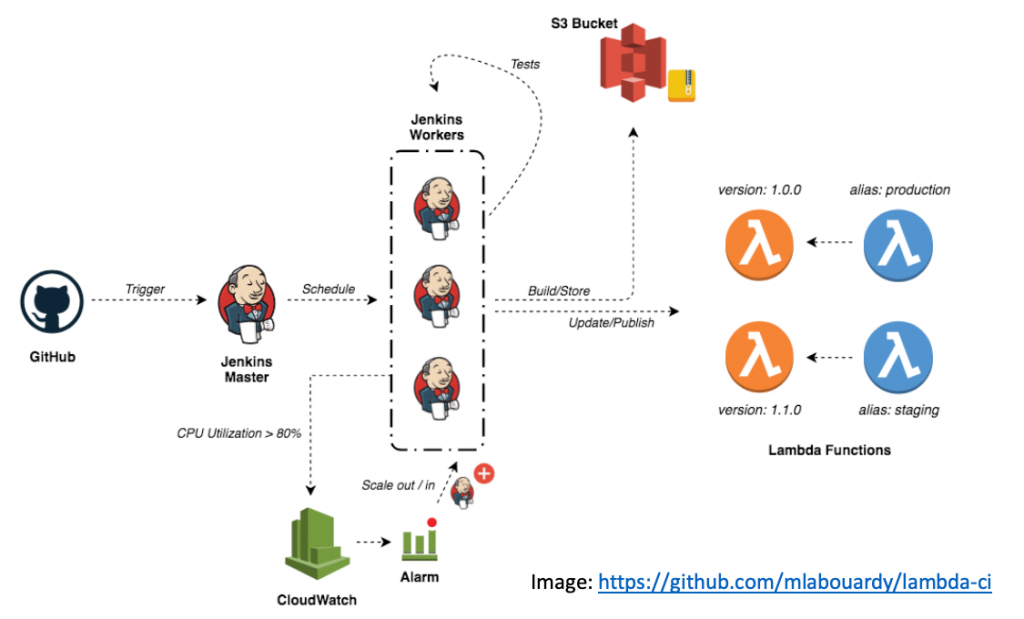 S3 Bucket
Tests
Jenkins
Workers
version: 1.0.0
alias: production
Trigger
Schedule
Build/Store
Update/Publish
GitHub
Jenkins
Master
version: 1.1.0
alias: staging
CPU Utilization > 80%
Lambda Functions
Scale out / in
Alarm
CloudWatch
Image: https://github.com/mlabouardy/lambda-ci